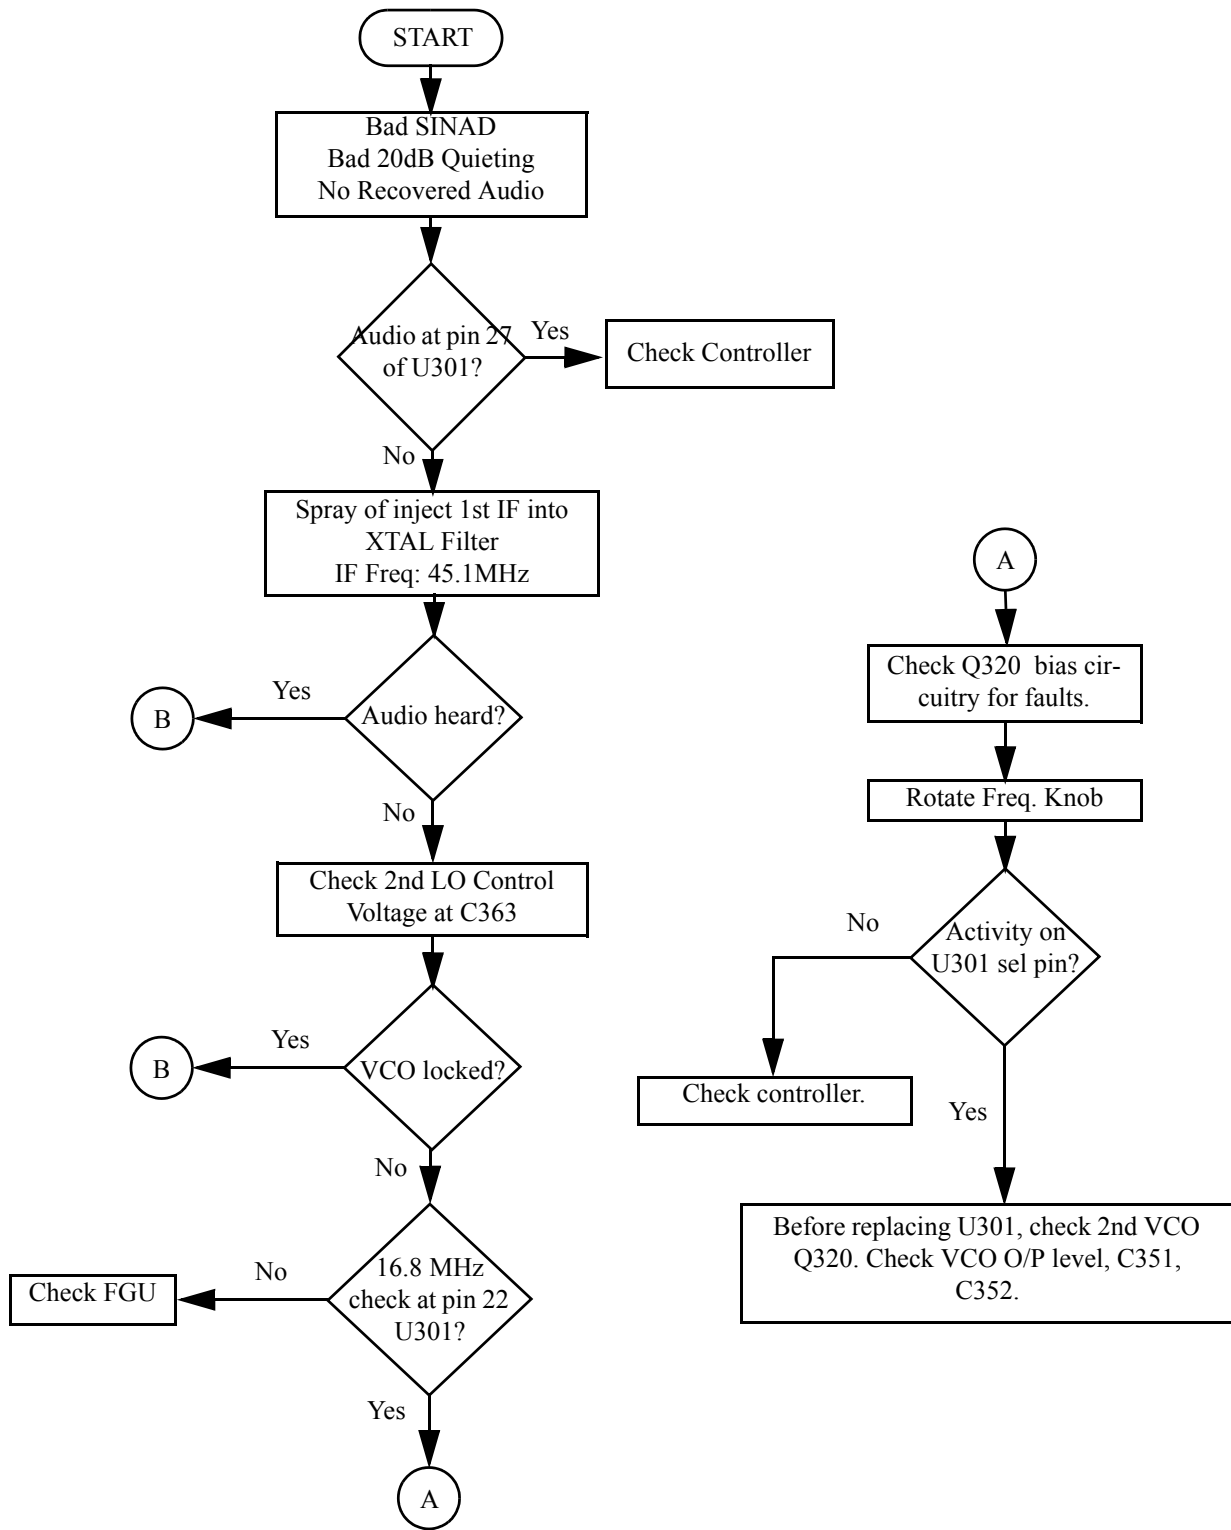 START
Bad SINAD
Bad 20dB Quieting
No Recovered Audio
Audio at pin 27
of U301?
Yes
Check Controller
No
Spray of inject 1st IF into
XTAL Filter
IF Freq: 45.1MHz
Audio heard?
Yes
B
No
Check 2nd LO Control
Voltage at C363
VCO locked?
Yes
B
No
16.8 MHz
check at pin 22
U301?
No
Check FGU
Yes
A
A
Check Q320  bias cir-
cuitry for faults.
Rotate Freq. Knob
Activity on
U301 sel pin?
No
Check controller.
Yes
Before replacing U301, check 2nd VCO
Q320. Check VCO O/P level, C351,
C352.